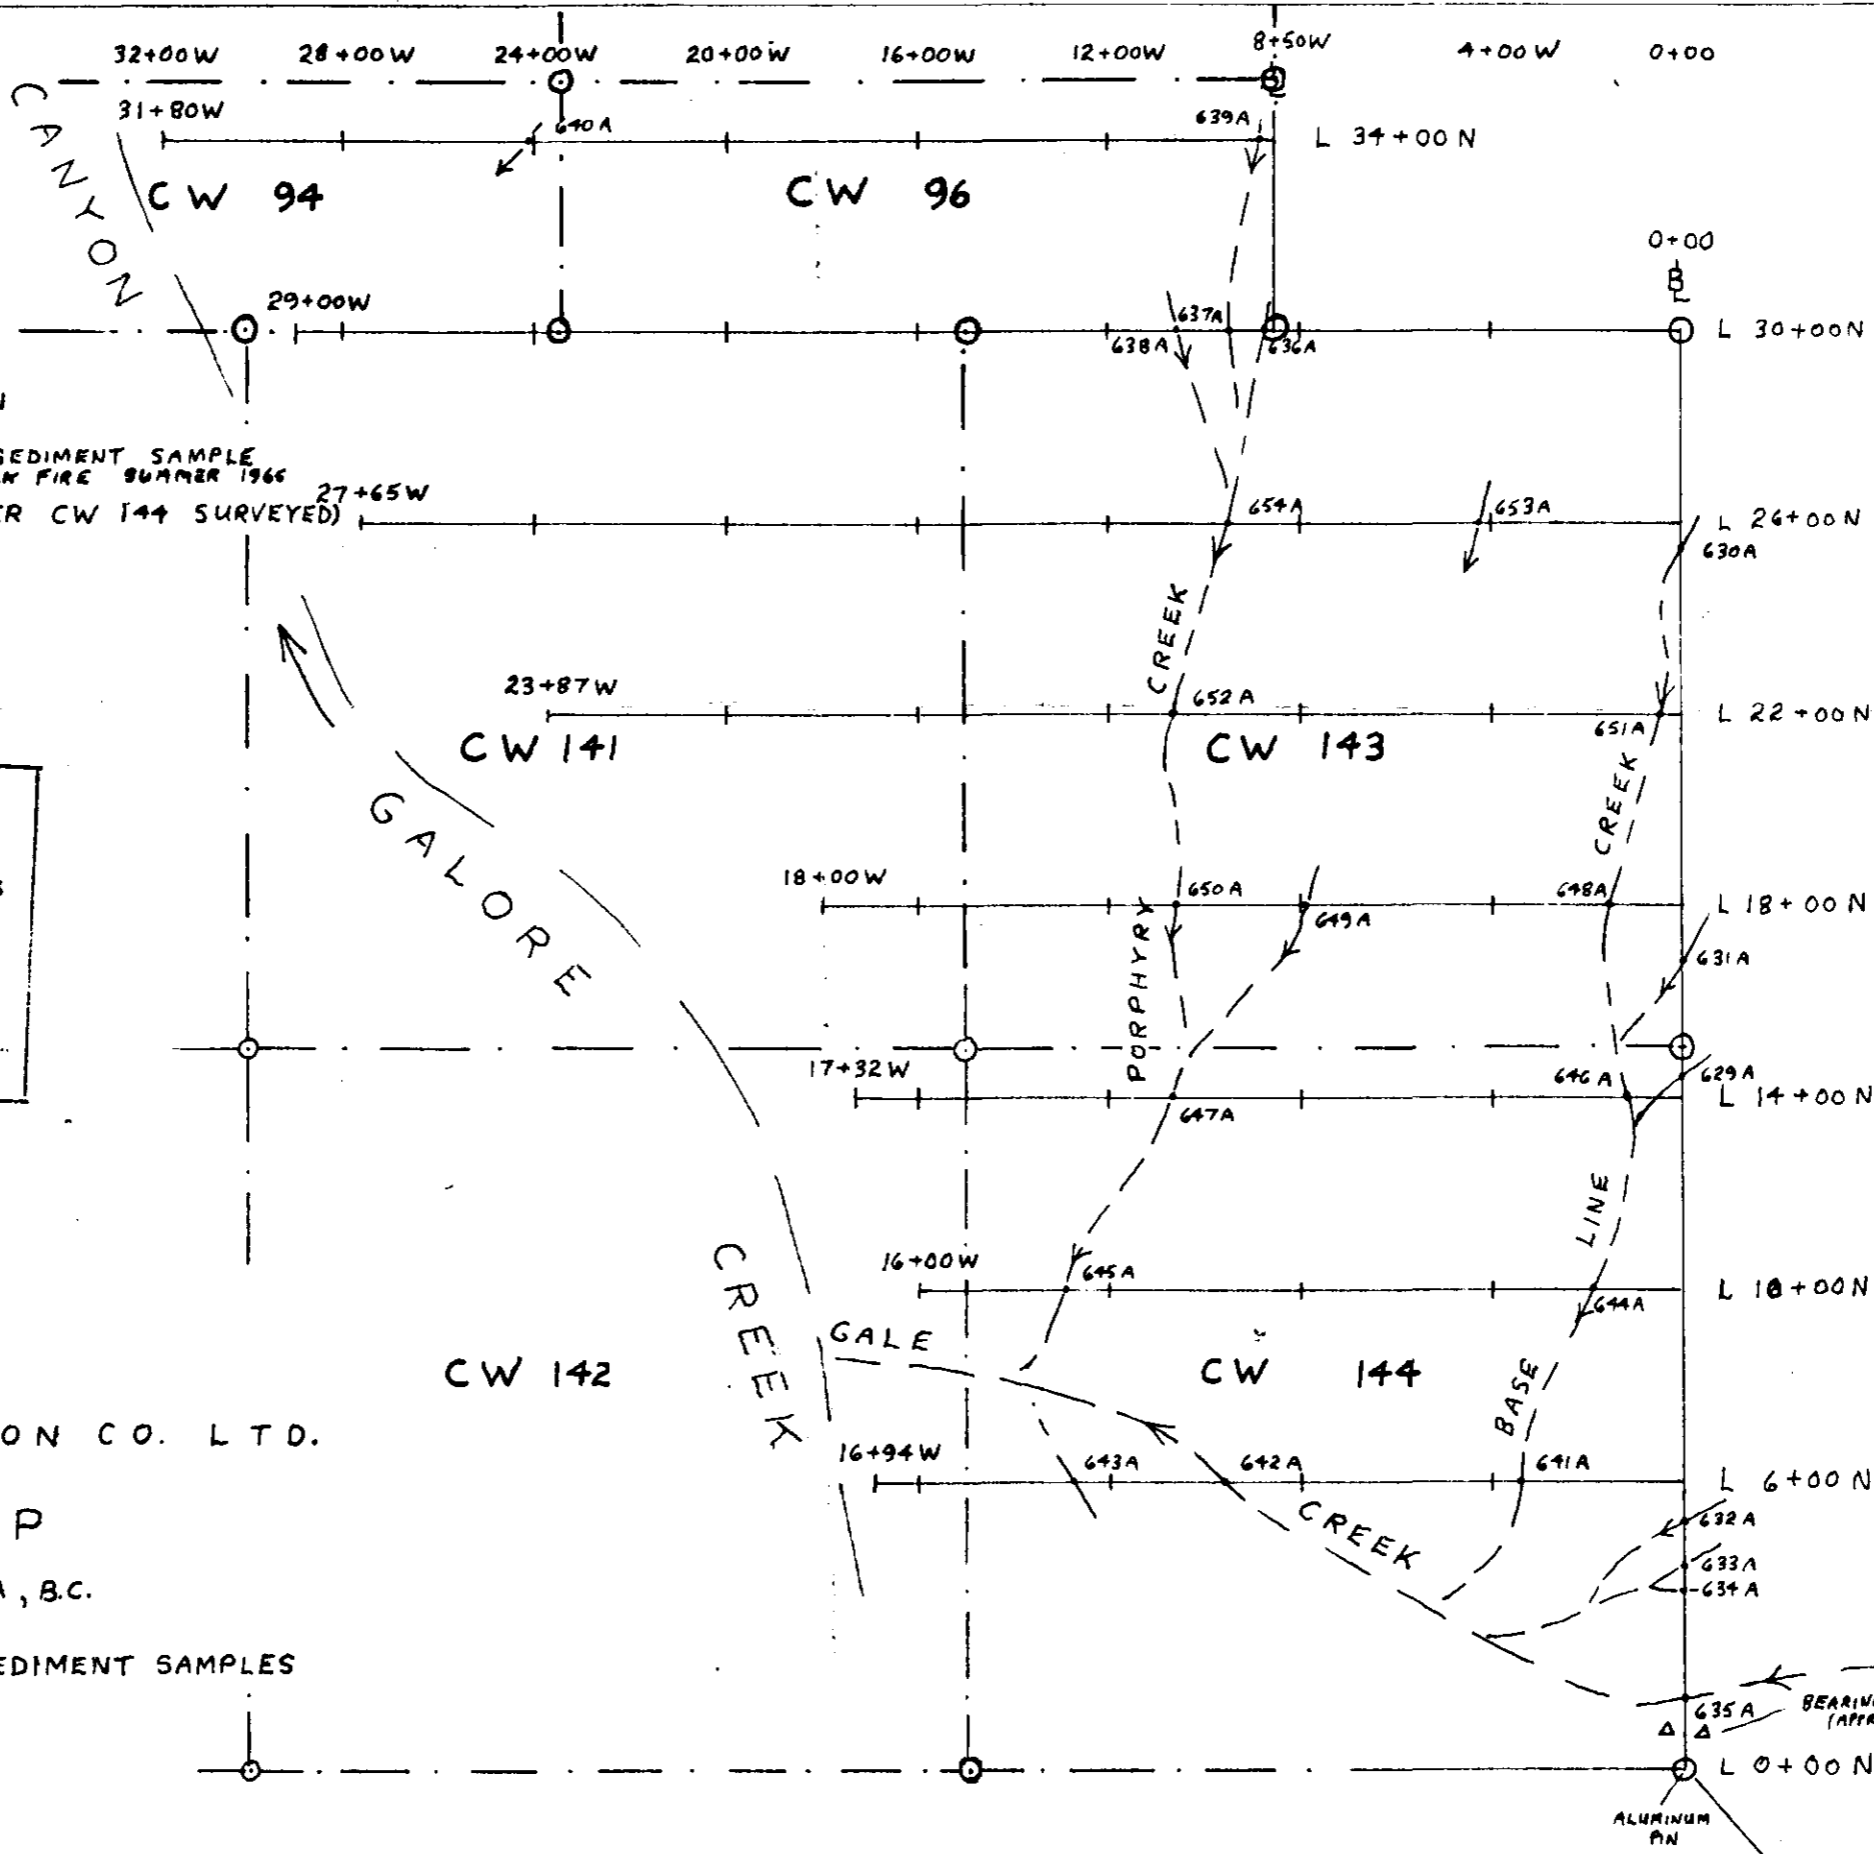 32+00W 28+00W 24+00W 20+00W 16+00W 12+00W 8+50W 4+00W 0+00
CANYON
31+80W 640A 639A L 34+00N
CW 94 CW 96
0+00
BL
29+00W 637A L 30+00N
638A 636A
SEDIMENT SAMPLE
FIRE SUMMER 1965
27+65W
CW 144 SURVEYED)
654A 653A L 26+00N
630A
CREEK
23+87W 652A L 22+00N
651A
CW 141 CW 143
CREEK
GALORE
18+00W 650A 648A L 18+00N
649A
631A
PORPHYRY
17+32W 646A 629A
L 14+00N
647A
LINE
CREEK
16+00W 645A L 10+00N
644A
GALE
CW 142 CW 144
BASE
ON CO. LTD.
16+94W 643A 642A 641A L 6+00N
CREEK
632A
P
633A
634A
A, B.C.
EDIMENT SAMPLES
635A
L 0+00N
ALUMINUM
PIN